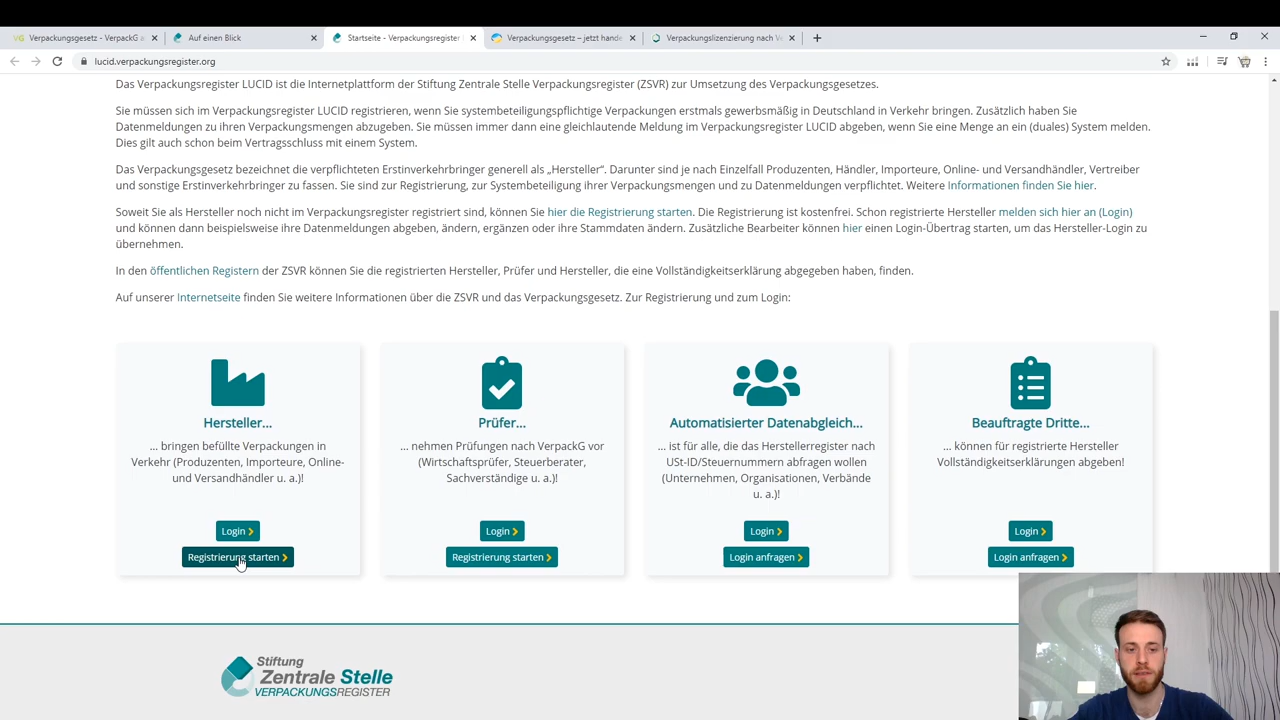 Verpackungsgesetz - VerpackG a
Auf einen Blick
Startseite - Verpackungsregister
Verpackungsgesetz – jetzt hande
Verpackungslizenzierung nach Ve
lucid.verpackungsregister.org
Das Verpackungsregister LUCID ist die Internetplattform der Stiftung Zentrale Stelle Verpackungsregister (ZSVR) zur Umsetzung des Verpackungsgesetzes.
Sie müssen sich im Verpackungsregister LUCID registrieren, wenn Sie systembeteiligungspflichtige Verpackungen erstmals gewerbsmäßig in Deutschland in Verkehr bringen. Zusätzlich haben Sie
Datenmeldungen zu ihren Verpackungsmengen abzugeben. Sie müssen immer dann eine gleichlautende Meldung im Verpackungsregister LUCID abgeben, wenn Sie eine Menge an ein (duales) System melden.
Dies gilt auch schon beim Vertragsschluss mit einem System.
Das Verpackungsgesetz bezeichnet die verpflichteten Erstinverkehrbringer generell als „Hersteller". Darunter sind je nach Einzelfall Produzenten, Händler, Importeure, Online- und Versandhändler, Vertreiber
und sonstige Erstinverkehrbringer zu fassen. Sie sind zur Registrierung, zur Systembeteiligung ihrer Verpackungsmengen und zu Datenmeldungen verpflichtet. Weitere Informationen finden Sie hier.
Soweit Sie als Hersteller noch nicht im Verpackungsregister registriert sind, können Sie hier die Registrierung starten. Die Registrierung ist kostenfrei. Schon registrierte Hersteller melden sich hier an (Login)
und können dann beispielsweise ihre Datenmeldungen abgeben, ändern, ergänzen oder ihre Stammdaten ändern. Zusätzliche Bearbeiter können hier einen Login-Übertrag starten, um das Hersteller-Login zu
übernehmen.
In den öffentlichen Registern der ZSVR können Sie die registrierten Hersteller, Prüfer und Hersteller, die eine Vollständigkeitserklärung abgegeben haben, finden.
Auf unserer Internetseite finden Sie weitere Informationen über die ZSVR und das Verpackungsgesetz. Zur Registrierung und zum Login:
Hersteller...
... bringen befüllte Verpackungen in
Verkehr (Produzenten, Importeure, Online-
und Versandhändler u. a.)!
Login
Registrierung starten
Prüfer...
... nehmen Prüfungen nach VerpackG vor
(Wirtschaftsprüfer, Steuerberater,
Sachverständige u. a.)!
Login
Registrierung starten
Automatisierter Datenabgleich...
... ist für alle, die das Herstellerregister nach
USt-ID/Steuernummern abfragen wollen
(Unternehmen, Organisationen, Verbände
u. a.)!
Login
Login anfragen
Beauftragte Dritte...
... können für registrierte Hersteller
Vollständigkeitserklärungen abgeben!
Login
Login anfragen
Stiftung
Zentrale Stelle
VERPACKUNGSREGISTER